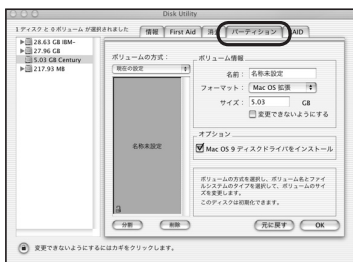 Disk Utility
1 ディスク と 0 ボリューム が選択されました
情報
First Aid
消去
パーティション
RAID
28.63 GB IBM-
27.96 GB
5.03 GB Century
217.93 MB
ボリュームの方式：
現在の設定
名称未設定
分割
削除
ボリューム情報
名前： 名称未設定
フォーマット： Mac OS 拡張
サイズ： 5.03 GB
変更できないようにする
オプション
Mac OS 9 ディスクドライバをインストール
ボリュームの方式を選択し、ボリューム名とファイ
ルシステムのタイプを選択して、ボリュームのサイ
ズを変更します。
このディスクは初期化できます。
元に戻す
OK
変更できないようにするにはカギをクリックします。